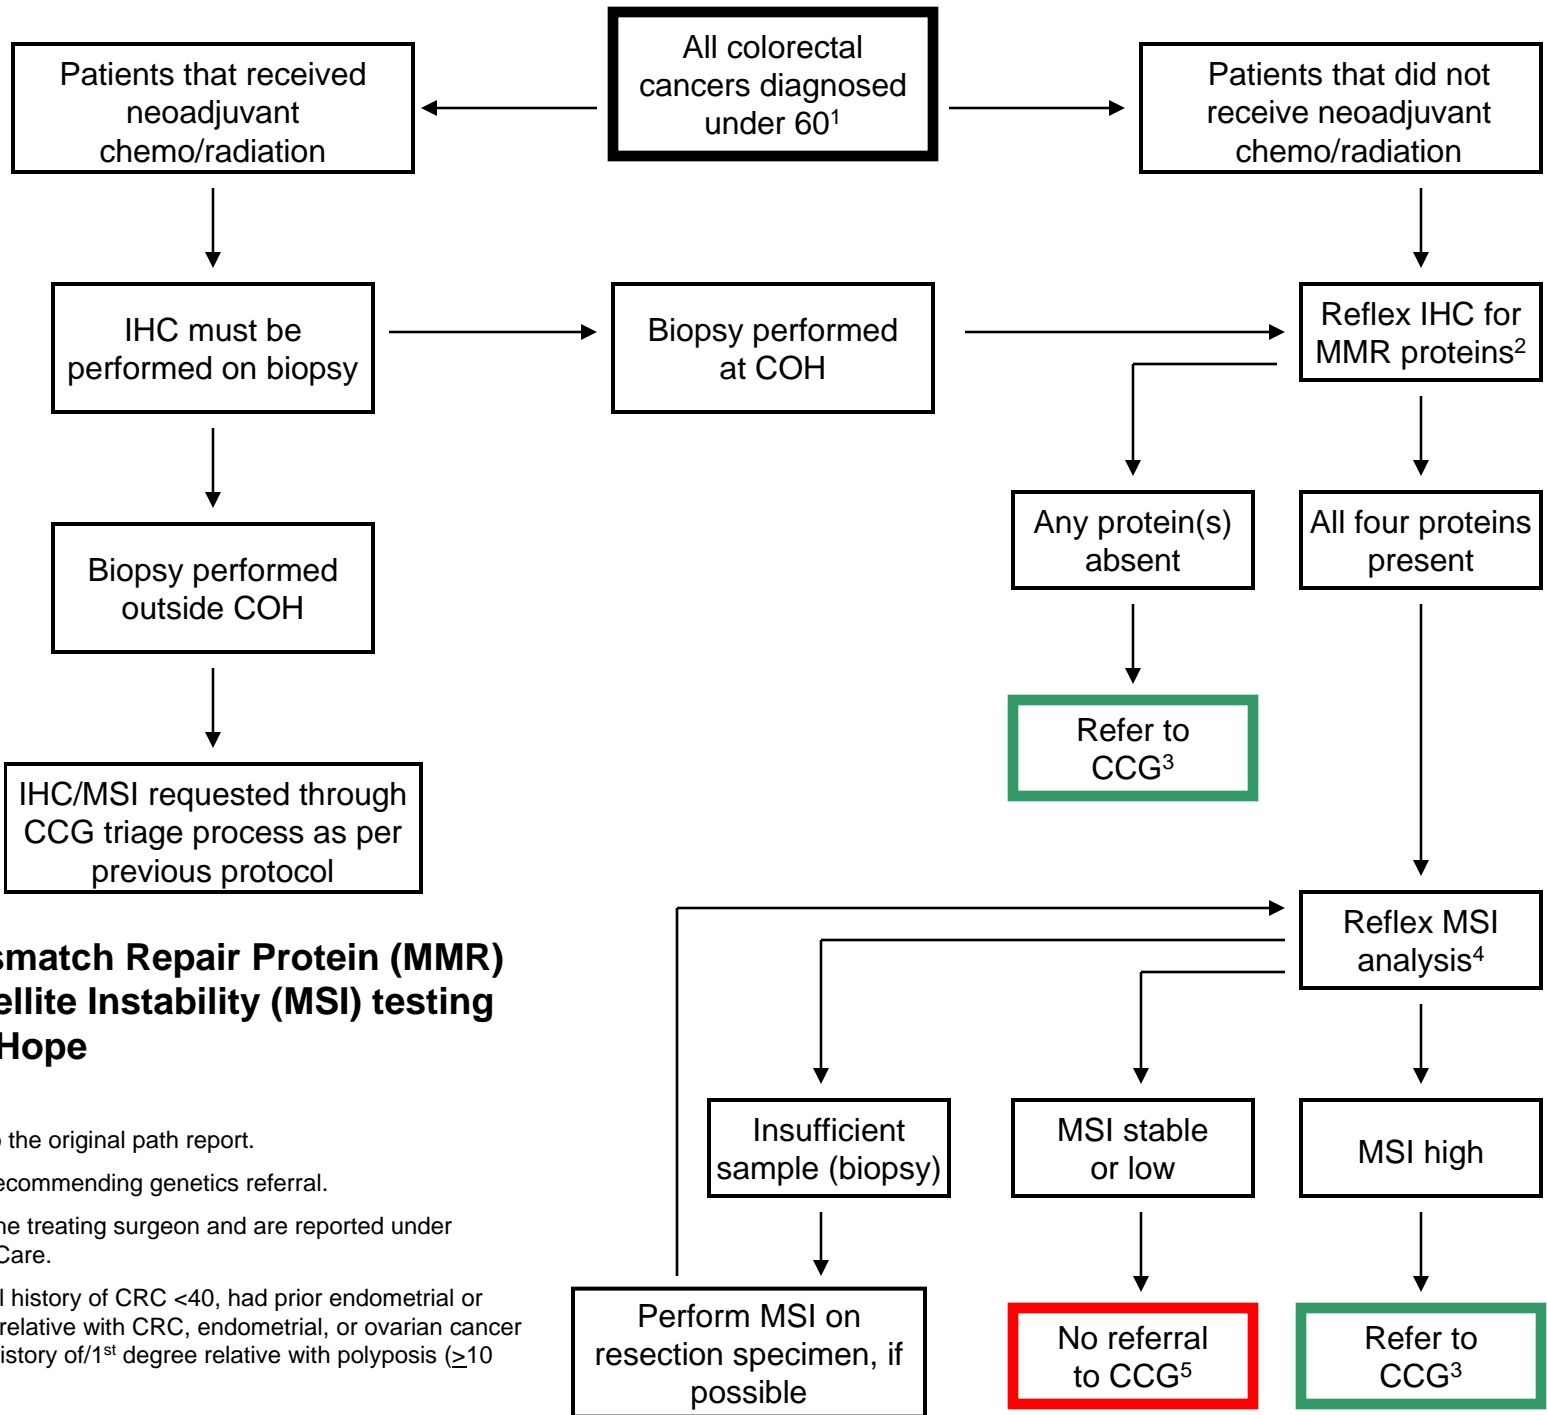 All colorectal
cancers diagnosed
under 60¹
Patients that received
neoadjuvant
chemo/radiation
Patients that did not
receive neoadjuvant
chemo/radiation
IHC must be
performed on biopsy
Biopsy performed
at COH
Reflex IHC for
MMR proteins²
Biopsy performed
outside COH
Any protein(s)
absent
All four proteins
present
Refer to
CCG³
IHC/MSI requested through
CCG triage process as per
previous protocol
Reflex MSI
analysis⁴
Insufficient
sample (biopsy)
MSI stable
or low
MSI high
Perform MSI on
resection specimen, if
possible
No referral
to CCG⁵
Refer to
CCG³
Repair Protein (MMR)
Instability (MSI) testing
Hope
the original path report.
recommending genetics referral.
treating surgeon and are reported under
Care.
history of CRC <40, had prior endometrial or
relative with CRC, endometrial, or ovarian cancer
of/1st degree relative with polyposis (≥10